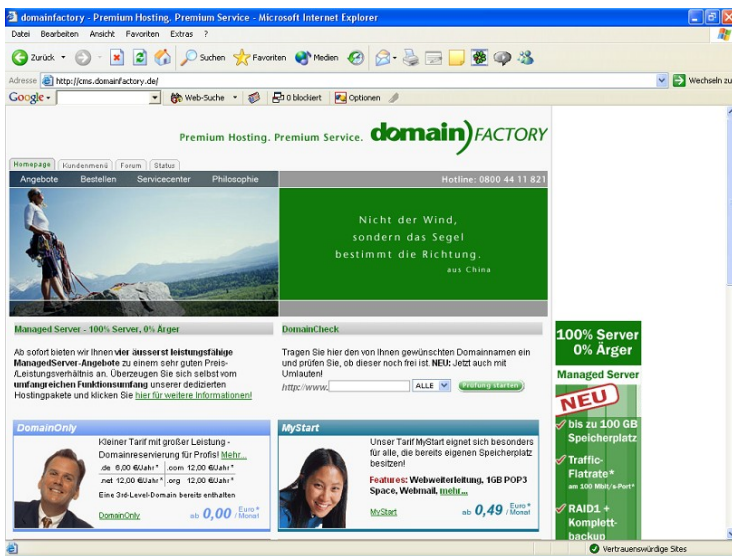 domainfactory - Premium Hosting. Premium Service - Microsoft Internet Explorer
Datei Bearbeiten Ansicht Favoriten Extras ?
Zurück Suchen Favoriten Medien
Adresse http://cms.domainfactory.de/ Wechseln zu
Google Web-Suche 0 blockiert Optionen
Premium Hosting. Premium Service. domain)FACTORY
Homepage Kundenmenü Forum Status
Angebote Bestellen Servicecenter Philosophie Hotline: 0800 44 11 821
Nicht der Wind,
sondern das Segel
bestimmt die Richtung.
aus China
Managed Server - 100% Server, 0% Ärger
Ab sofort bieten wir Ihnen vier äusserst leistungsfähige
ManagedServer-Angebote zu einem sehr guten Preis-
/Leistungsverhältnis an. Überzeugen Sie sich selbst vom
umfangreichen Funktionsumfang unserer dedizierten
Hostingpakete und klicken Sie hier für weitere Informationen!
DomainCheck
Tragen Sie hier den von Ihnen gewünschten Domainnamen ein
und prüfen Sie, ob dieser noch frei ist. NEU: Jetzt auch mit
Umlauten!
http://www. ALLE Prüfung starten
DomainOnly
Kleiner Tarif mit großer Leistung -
Domainreservierung für Profis! Mehr...
.de 6,00 €/Jahr* .com 12,00 €/Jahr*
.net 12,00 €/Jahr* .org 12,00 €/Jahr*
Eine 3rd-Level-Domain bereits enthalten
DomainOnly ab 0,00 Euro* /Monat
MyStart
Unser Tarif MyStart eignet sich besonders
für alle, die bereits eigenen Speicherplatz
besitzen!
Features: Webweiterleitung, 1GB POP3
Space, Webmail, mehr...
MyStart ab 0,49 Euro* /Monat
100% Server
0% Ärger
Managed Server
NEU
bis zu 100 GB
Speicherplatz
Traffic-
Flatrate*
am 100 Mbit/s-Port*
RAID1 +
Komplett-
backup
Vertrauenswürdige Sites